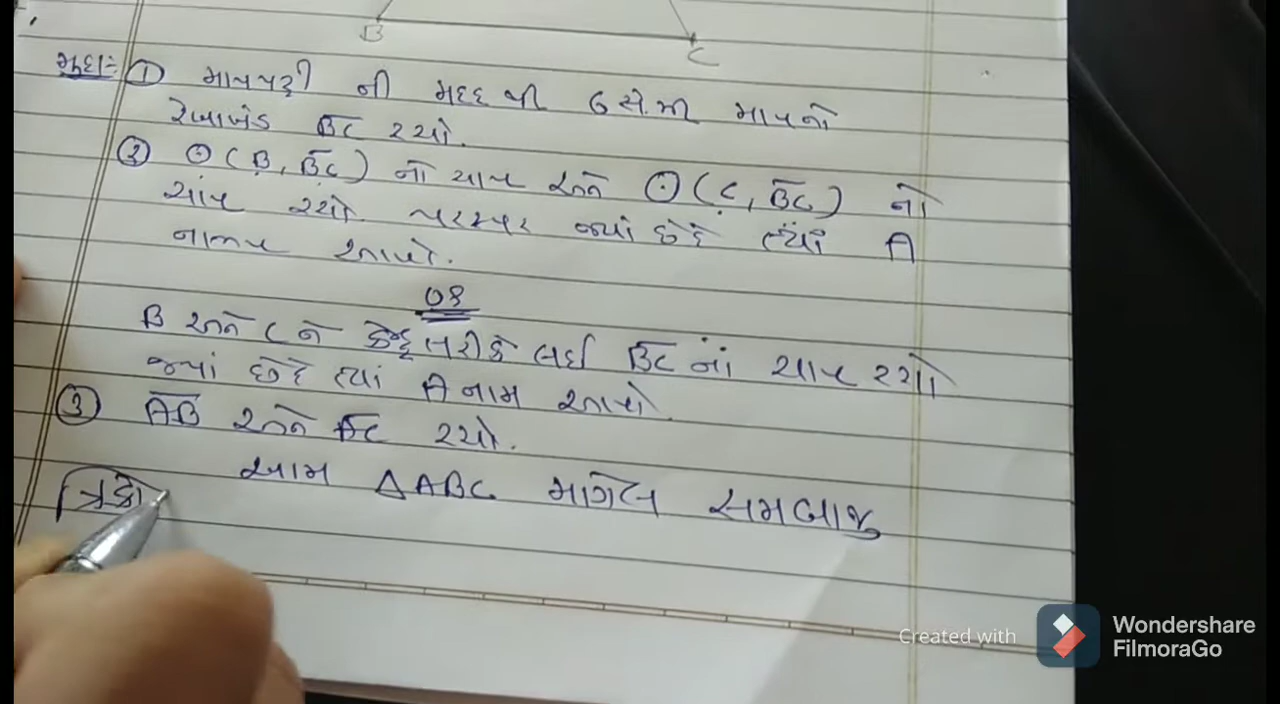 B
C
મુદ્દા:- ① માપપટ્ટી ની મદદ થી 6 સે.મી માપનો
રેખાખંડ BC રચો.
② ⊙(B, BC) નો ચાપ અને ⊙(C, BC) નો
ચાપ રચો. પરસ્પર જ્યાં છેદે ત્યાં A
નામ આપો.
OR
B અને C ને કેન્દ્ર તરીકે લઈ BC નાં ચાપ રચો
જ્યાં છેદે ત્યાં A નામ આપો.
③ AB અને BC રચો.
આમ ΔABC માગેલ સમબાજુ
ત્રિકો
Created with
Wondershare
FilmoraGo